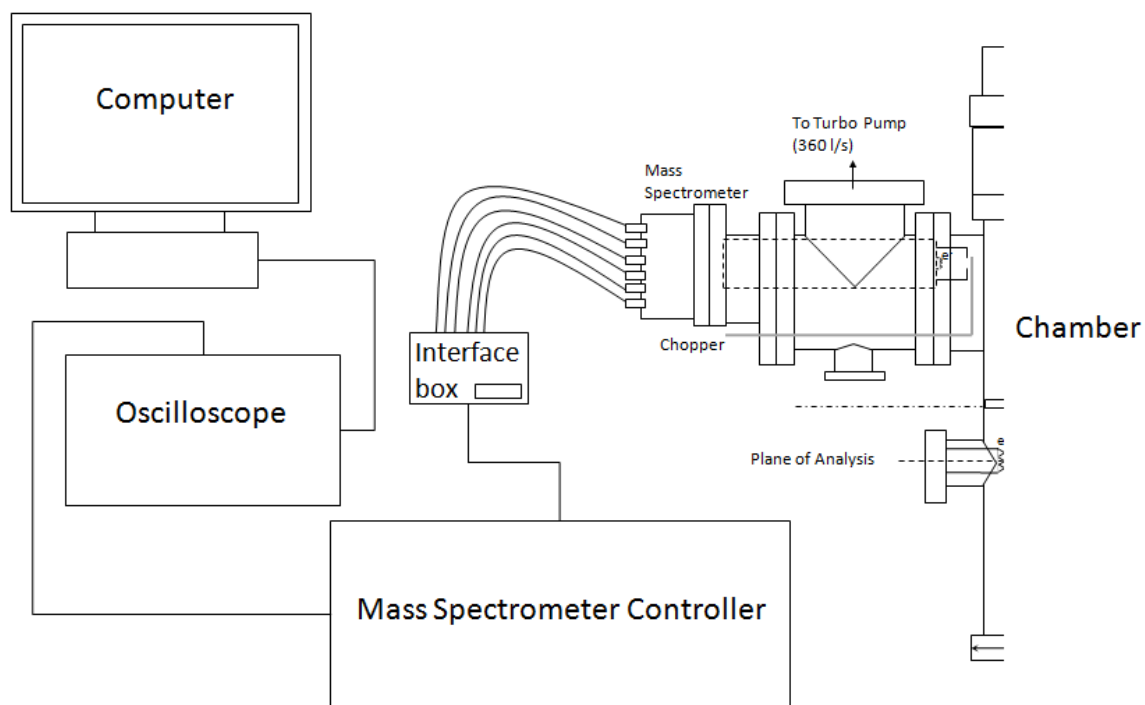 Computer
To Turbo Pump
(360 l/s)
Mass
Spectrometer
Chamber
Interface
box
Chopper
Oscilloscope
Plane of Analysis
Mass Spectrometer Controller